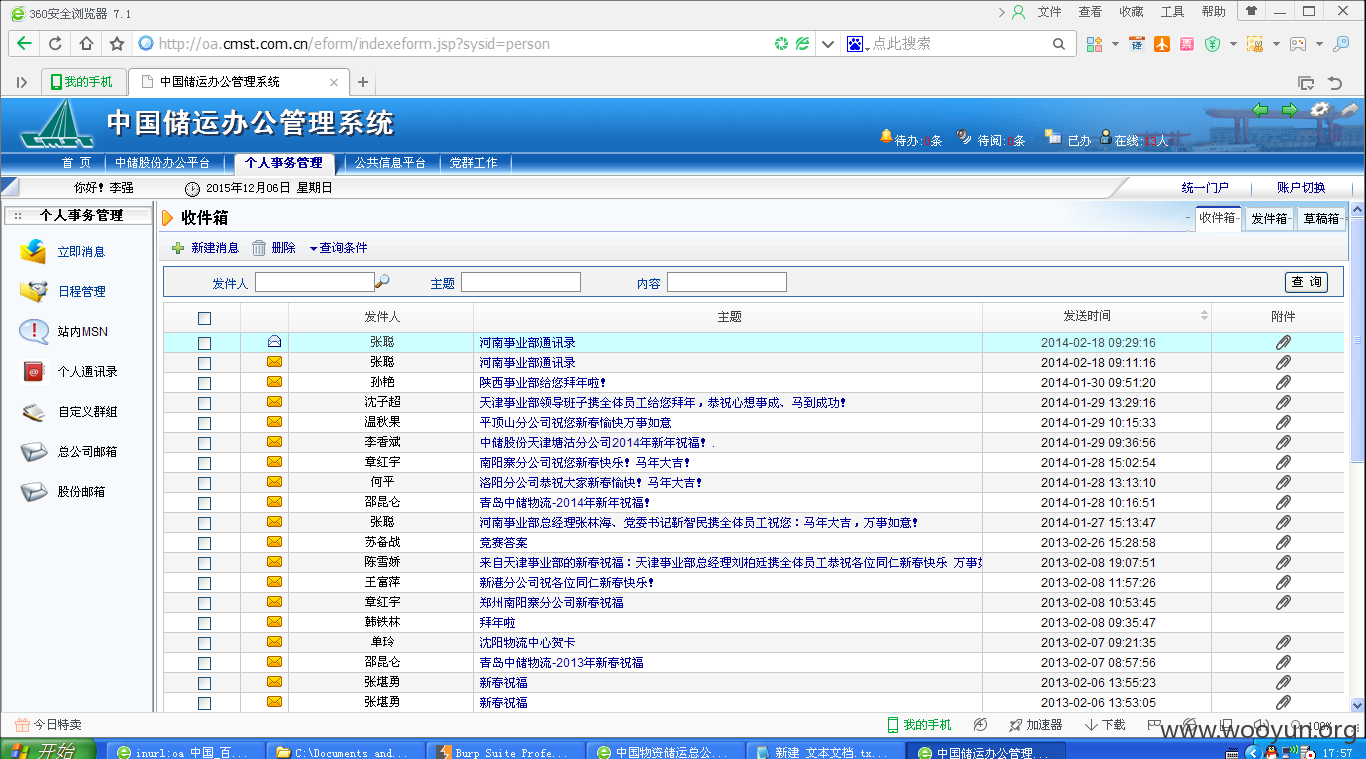 360安全浏览器 7.1 文件 查看 收藏 工具 帮助
http://oa.cmst.com.cn/eform/indexeform.jsp?sysid=person 点此搜索
我的手机 中国储运办公管理系统
中国储运办公管理系统
待办: 条 待阅: 条 已办 在线: 人
首 页 中储股份办公平台 个人事务管理 公共信息平台 党群工作
你好! 李强 2015年12月06日 星期日 统一门户 账户切换
个人事务管理 收件箱 收件箱 发件箱 草稿箱
立即消息
日程管理
站内MSN
个人通讯录
自定义群组
总公司邮箱
股份邮箱
新建消息 删除 查询条件
发件人 主题 内容 查 询
发件人 主题 发送时间 附件
张聪 河南事业部通讯录 2014-02-18 09:29:16
张聪 河南事业部通讯录 2014-02-18 09:11:16
孙艳 陕西事业部给您拜年啦! 2014-01-30 09:51:20
沈子超 天津事业部领导班子携全体员工给您拜年，恭祝心想事成、马到成功! 2014-01-29 13:29:16
温秋果 平顶山分公司祝您新春愉快万事如意 2014-01-29 10:15:33
李香斌 中储股份天津塘沽分公司2014年新年祝福! . 2014-01-29 09:36:56
章红宇 南阳寨分公司祝您新春快乐! 马年大吉! 2014-01-28 15:02:54
何平 洛阳分公司恭祝大家新春愉快! 马年大吉! 2014-01-28 13:13:10
邵昆仑 青岛中储物流-2014年新年祝福! 2014-01-28 10:16:51
张聪 河南事业部总经理张林海、党委书记靳智民携全体员工祝您：马年大吉，万事如意! 2014-01-27 15:13:47
苏备战 竞赛答案 2013-02-26 15:28:58
陈雪娇 来自天津事业部的新春祝福：天津事业部总经理刘柏廷携全体员工恭祝各位同仁新春快乐 万事 2013-02-08 19:07:51
王富萍 新港分公司祝各位同仁新春快乐! 2013-02-08 11:57:26
章红宇 郑州南阳寨分公司新春祝福 2013-02-08 10:53:45
韩铁林 拜年啦 2013-02-08 09:35:47
单玲 沈阳物流中心贺卡 2013-02-07 09:21:35
邵昆仑 青岛中储物流-2013年新春祝福 2013-02-07 08:57:56
张堪勇 新春祝福 2013-02-06 13:55:23
张堪勇 新春祝福 2013-02-06 13:53:05
今日特卖 我的手机 加速器 下载 100%
www.wooyun.org
开始 inurl:oa 中国_百... C:\Documents and... Burp Suite Profe... 中国物资储运总公... 新建 文本文档.tx... 中国储运办公管理... 17:57